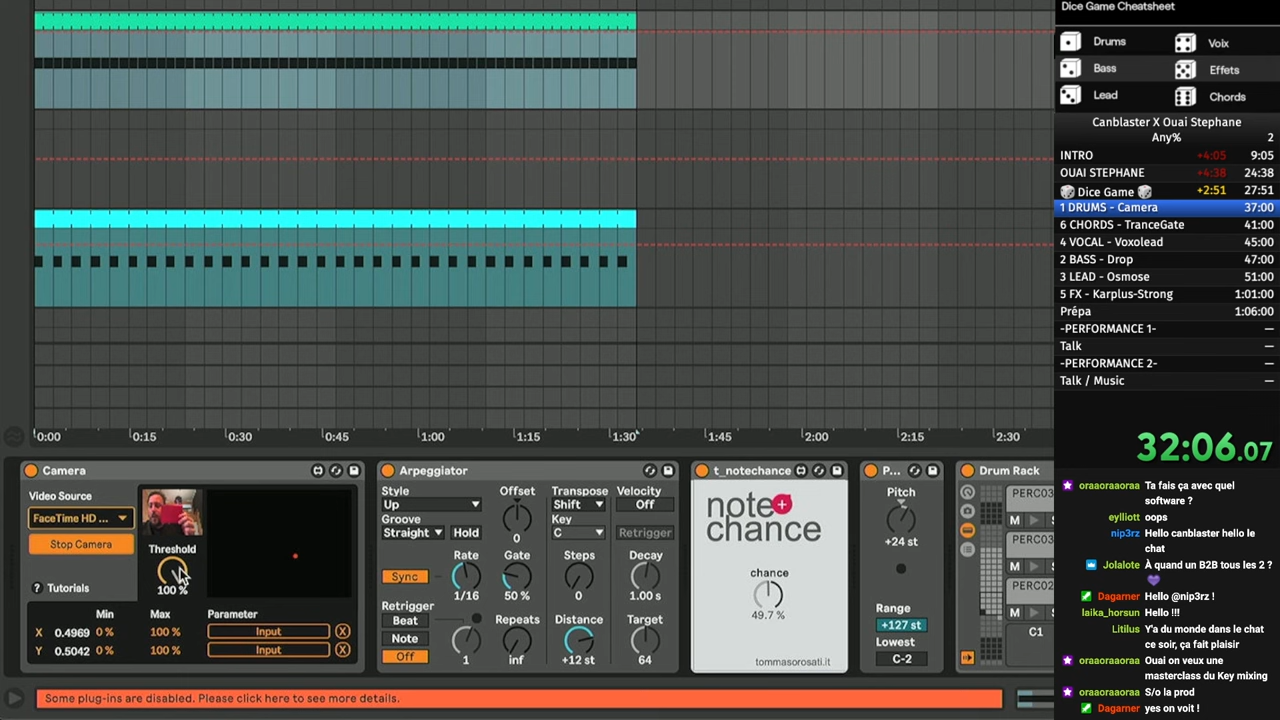 Dice Game Cheatsheet
Drums
Voix
Bass
Effets
Lead
Chords
Canblaster X Ouai Stephane
Any% 2
INTRO +4:05 9:05
OUAI STEPHANE +4:38 24:38
🎲 Dice Game 🎲 +2:51 27:51
1 DRUMS - Camera 37:00
6 CHORDS - TranceGate 41:00
4 VOCAL - Voxolead 45:00
2 BASS - Drop 47:00
3 LEAD - Osmose 51:00
5 FX - Karplus-Strong 1:01:00
Prépa 1:06:00
-PERFORMANCE 1- —
Talk —
-PERFORMANCE 2- —
Talk / Music —
32:06.07
oraoraoraoraa Ta fais ça avec quel
software ?
eylliott oops
nip3rz Hello canblaster hello le
chat
Jolalote À quand un B2B tous les 2 ?
💜
Dagarner Hello @nip3rz !
laika_horsun Hello !!!
Litilus Y'a du monde dans le chat
ce soir, ça fait plaisir
oraaoraaoraa Ouai on veux une
masterclass du Key mixing
oraaoraaoraa S/o la prod
Dagarner yes on voit !
0:00 0:15 0:30 0:45 1:00 1:15 1:30 1:45 2:00 2:15 2:30
Camera
Video Source
FaceTime HD ...
Stop Camera
Threshold
100 %
? Tutorials
Min Max Parameter
X 0.4969 0 % 100 % Input X
Y 0.5042 0 % 100 % Input X
Arpeggiator
Style
Up
Groove
Straight Hold
Offset
0
Transpose
Shift
Key
C
Velocity
Off
Retrigger
Sync
Rate
1/16
Gate
50 %
Steps
0
Decay
1.00 s
Retrigger
Beat
Note
Off
1
Repeats
inf
Distance
+12 st
Target
64
t_notechance
note
chance
chance
49.7 %
tommasorosati.it
P...
Pitch
+24 st
Range
+127 st
Lowest
C-2
Drum Rack
PERC03
M
PERC03
M
PERC02
M
C1
Some plug-ins are disabled. Please click here to see more details.